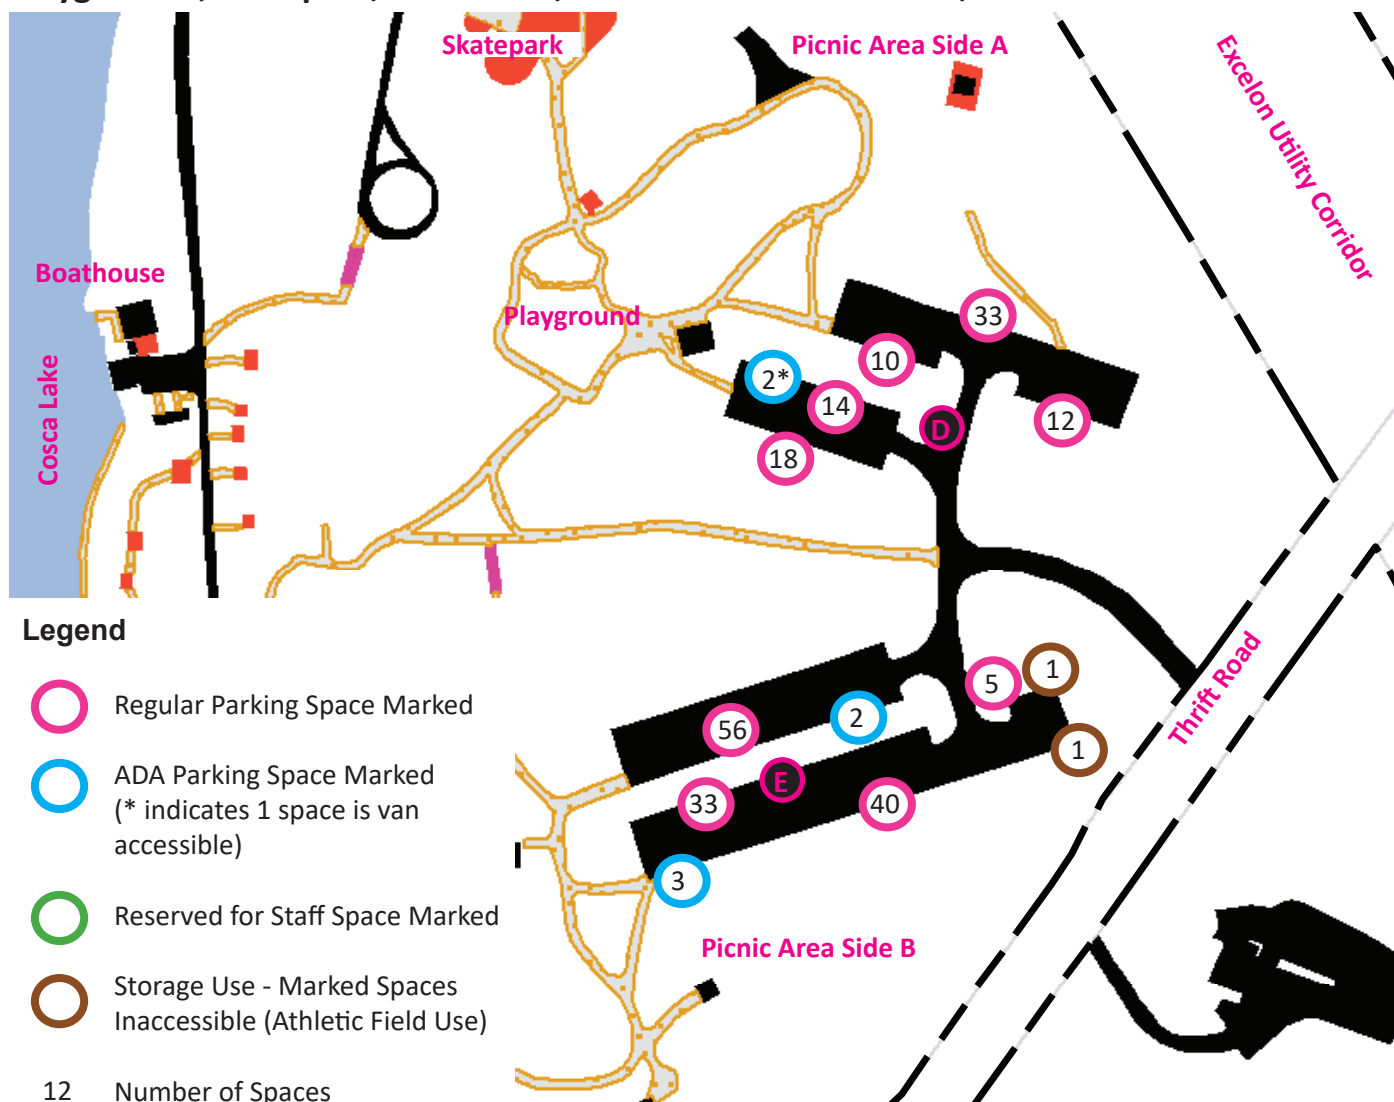 Skatepark
Picnic Area Side A
Excelon Utility Corridor
Boathouse
Playground
Cosca Lake
33
10
2*
14
12
D
18
Legend
Regular Parking Space Marked
ADA Parking Space Marked
(* indicates 1 space is van
accessible)
Reserved for Staff Space Marked
Storage Use - Marked Spaces
Inaccessible (Athletic Field Use)
12 Number of Spaces
5
1
Thrift Road
56
2
1
E
33
40
3
Picnic Area Side B